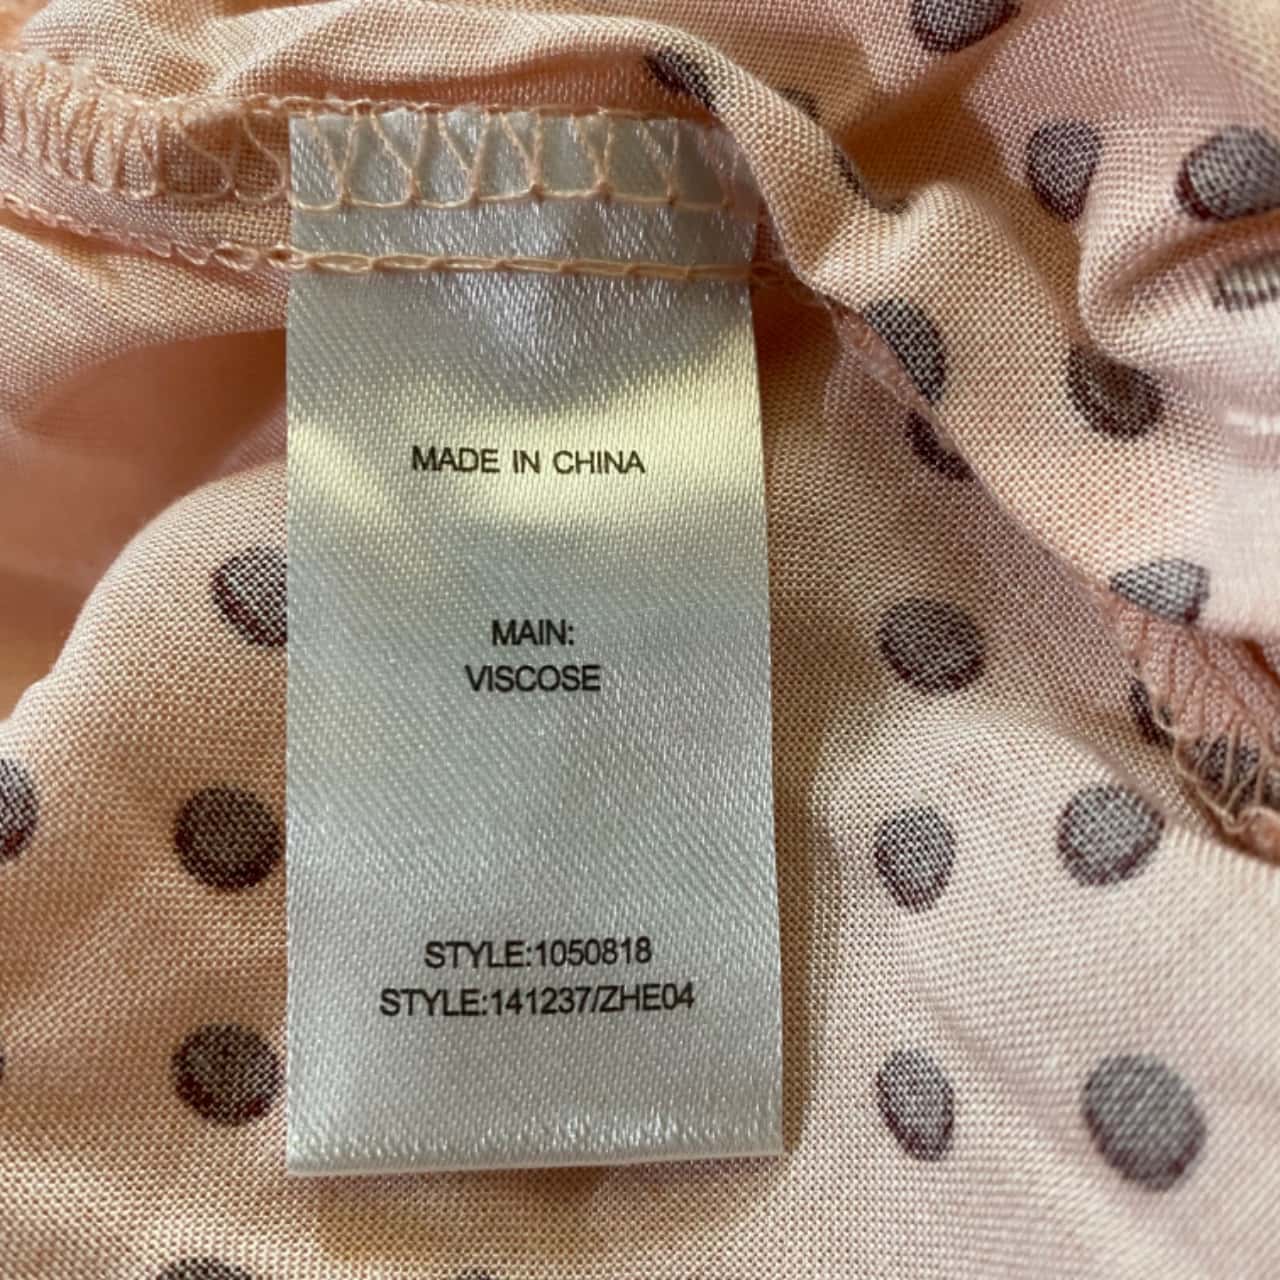 MADE IN CHINA
MAIN:
VISCOSE
STYLE:1050818
STYLE:141237/ZHE04